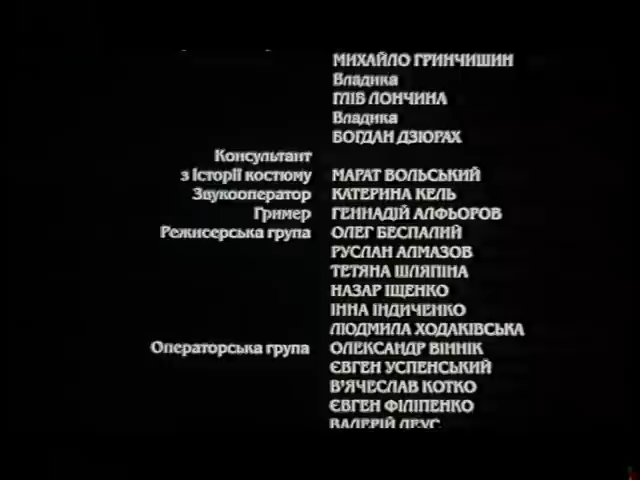 МИХАЙЛО ГРИНЧИШИН
Владика
ГЛІБ ЛОНЧИНА
Владика
БОГДАН ДЗЮРАХ
Консультант
з історії костюму МАРАТ ВОЛЬСЬКИЙ
Звукооператор КАТЕРИНА КЕЛЬ
Гример ГЕННАДІЙ АЛФЬОРОВ
Режисерська група ОЛЕГ БЕСПАЛИЙ
РУСЛАН АЛМАЗОВ
ТЕТЯНА ШЛЯПІНА
НАЗАР ІЩЕНКО
ІННА ІНДИЧЕНКО
ЛЮДМИЛА ХОДАКІВСЬКА
Операторська група ОЛЕКСАНДР ВІННІК
ЄВГЕН УСПЕНСЬКИЙ
В'ЯЧЕСЛАВ КОТКО
ЄВГЕН ФІЛІПЕНКО
ВАЛЕРІЙ ДЕУС